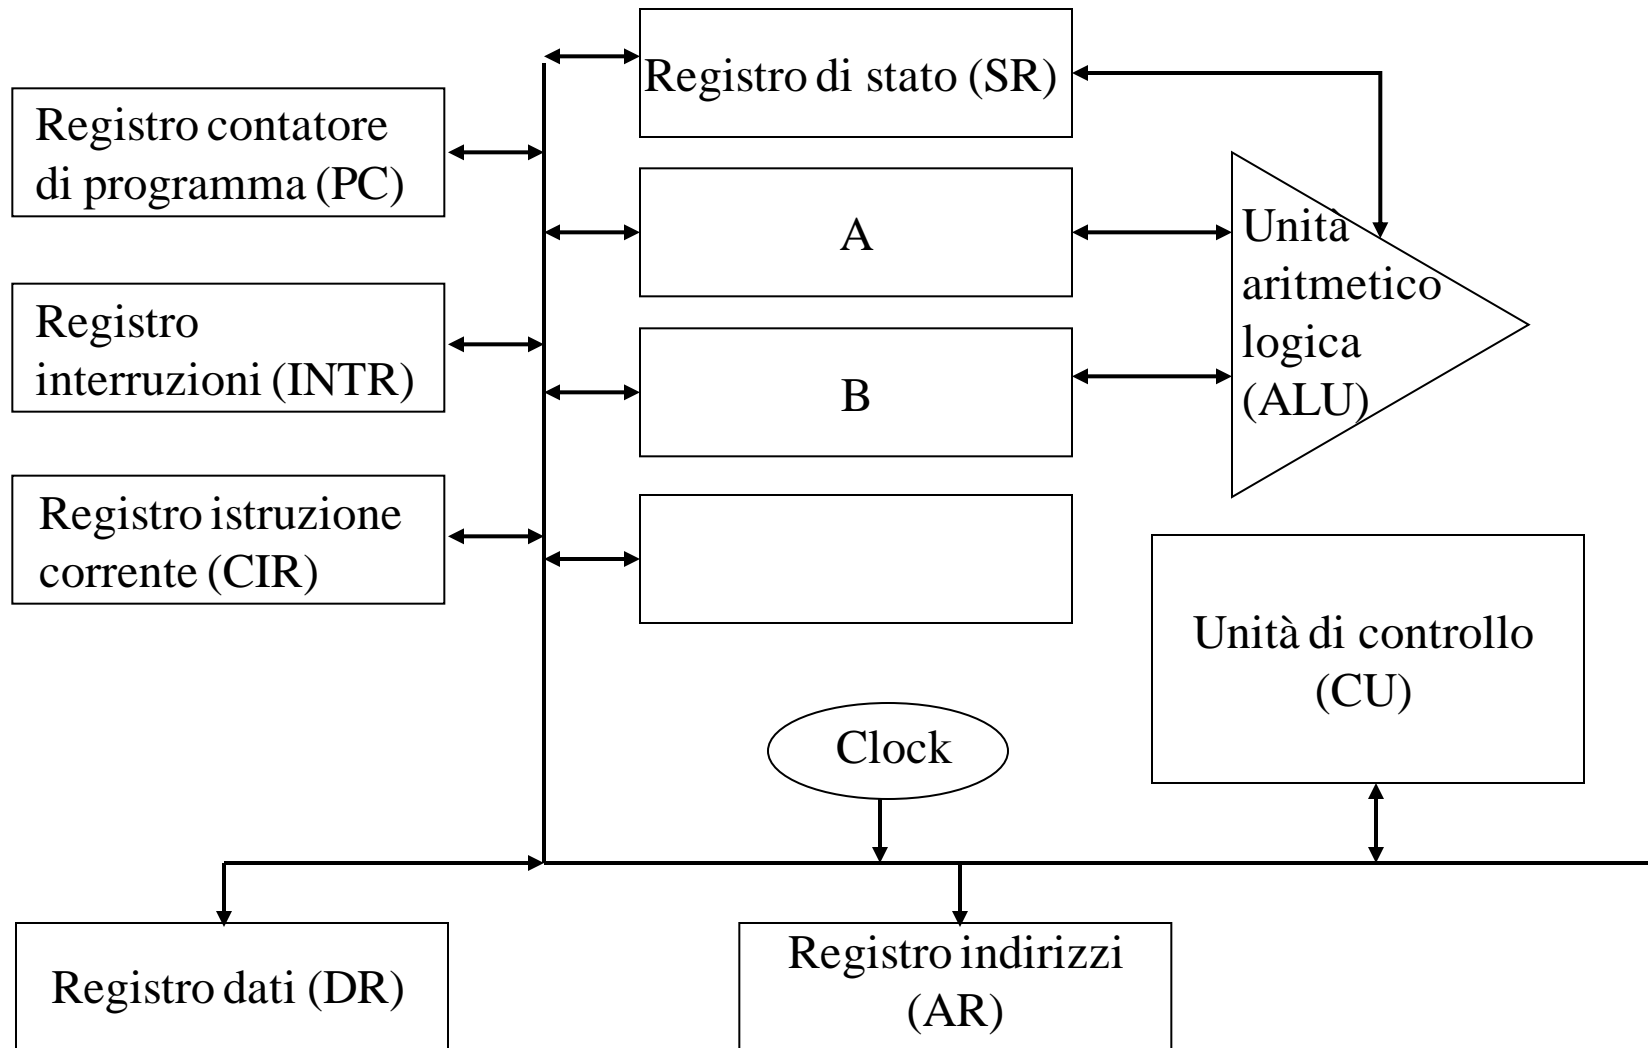 Registro di stato (SR)
Registro contatore
di programma (PC)
A
Unità
aritmetico
logica
(ALU)
Registro
interruzioni (INTR)
B
Registro istruzione
corrente (CIR)
Unità di controllo
(CU)
Clock
Registro dati (DR)
Registro indirizzi
(AR)